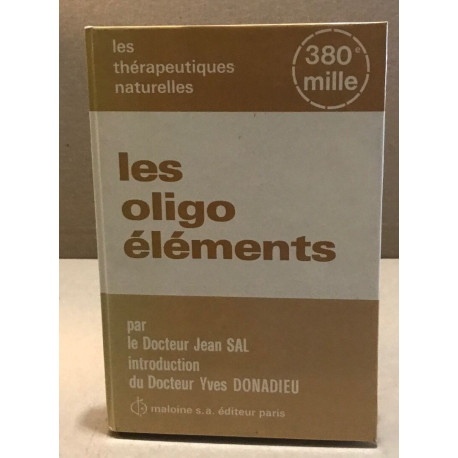 les
thérapeutiques
naturelles
380e
mille
les
oligo
éléments
par
le Docteur Jean SAL
introduction
du Docteur Yves DONADIEU
maloine s.a. éditeur paris